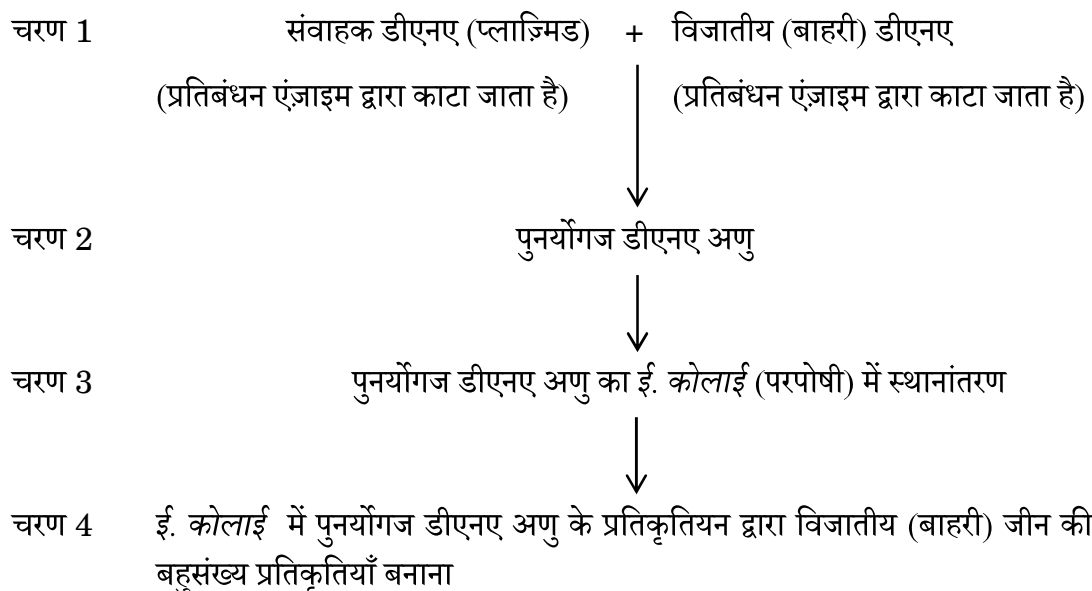 चरण 1 संवाहक डीएनए (प्लाज़्मिड) + विजातीय (बाहरी) डीएनए
(प्रतिबंधन एंज़ाइम द्वारा काटा जाता है) (प्रतिबंधन एंज़ाइम द्वारा काटा जाता है)
चरण 2 पुनर्योगज डीएनए अणु
चरण 3 पुनर्योगज डीएनए अणु का ई. कोलाई (परपोषी) में स्थानांतरण
चरण 4 ई. कोलाई में पुनर्योगज डीएनए अणु के प्रतिकृतियन द्वारा विजातीय (बाहरी) जीन की
बहुसंख्य प्रतिकृतियाँ बनाना